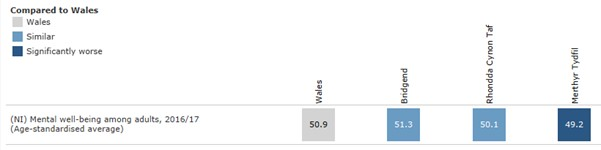 Compared to Wales
Wales
Similar
Significantly worse
Wales
Bridgend
Rhondda Cynon Taf
Merthyr Tydfil
(NI) Mental well-being among adults, 2016/17
(Age-standardised average)
50.9
51.3
50.1
49.2